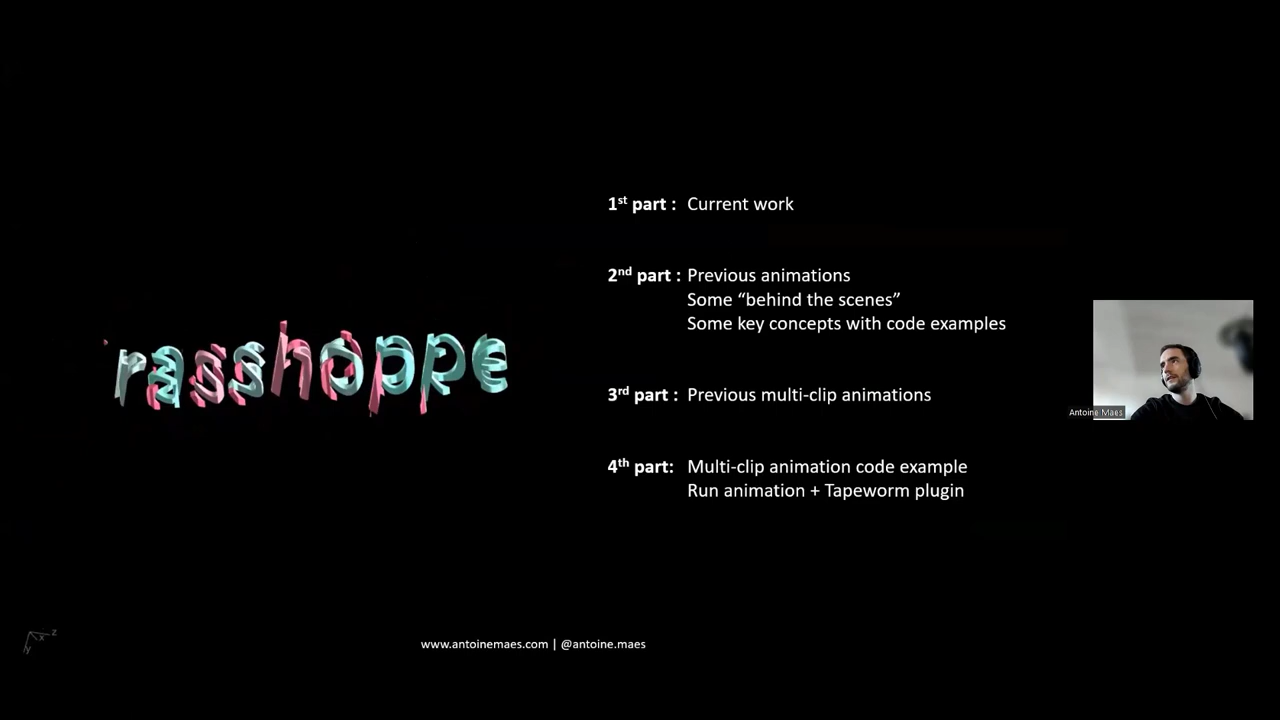 rasshoppe
1st part : Current work
2nd part : Previous animations
Some “behind the scenes”
Some key concepts with code examples
3rd part : Previous multi-clip animations
4th part: Multi-clip animation code example
Run animation + Tapeworm plugin
Antoine Maes
z
x
y
www.antoinemaes.com | @antoine.maes